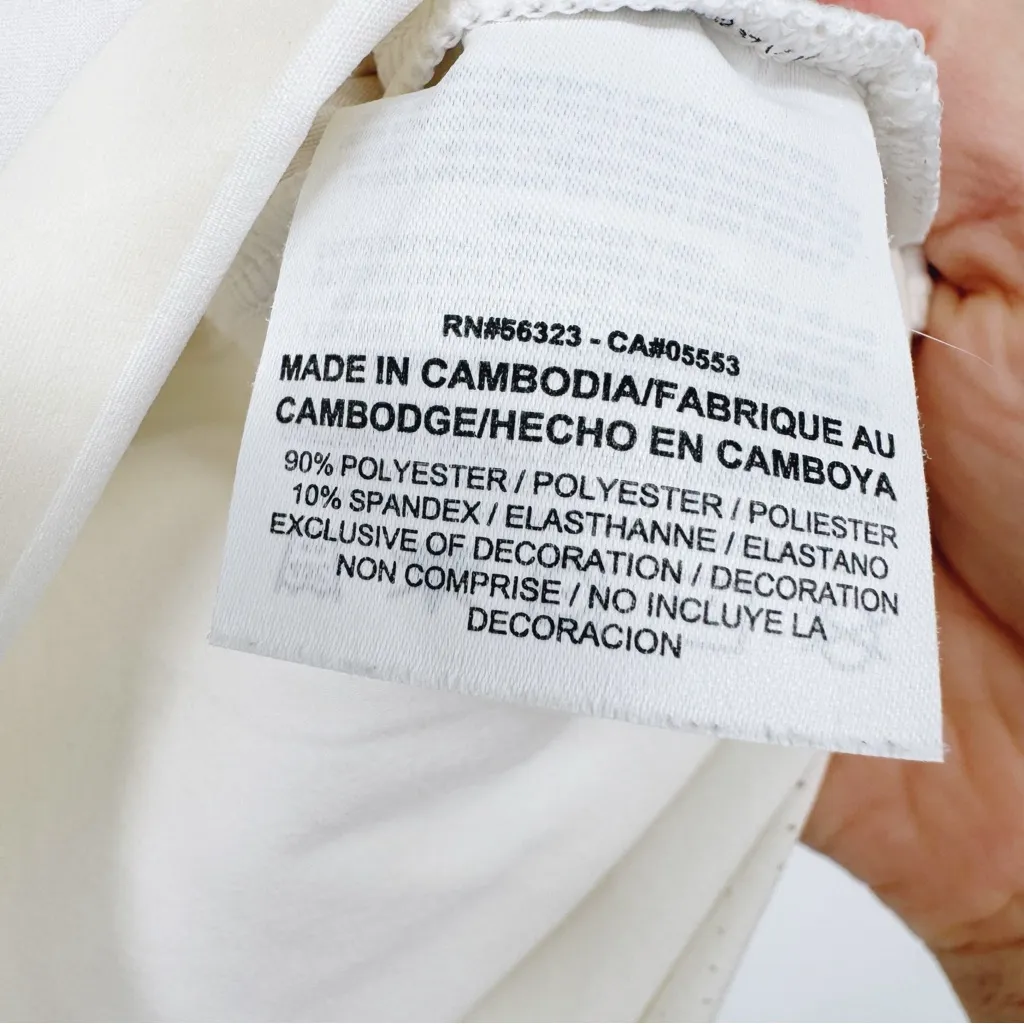 RN#56323 - CA#05553
MADE IN CAMBODIA/FABRIQUE AU
CAMBODGE/HECHO EN CAMBOYA
90% POLYESTER / POLYESTER / POLIESTER
10% SPANDEX / ELASTHANNE / ELASTANO
EXCLUSIVE OF DECORATION / DECORATION
NON COMPRISE / NO INCLUYE LA
DECORACION